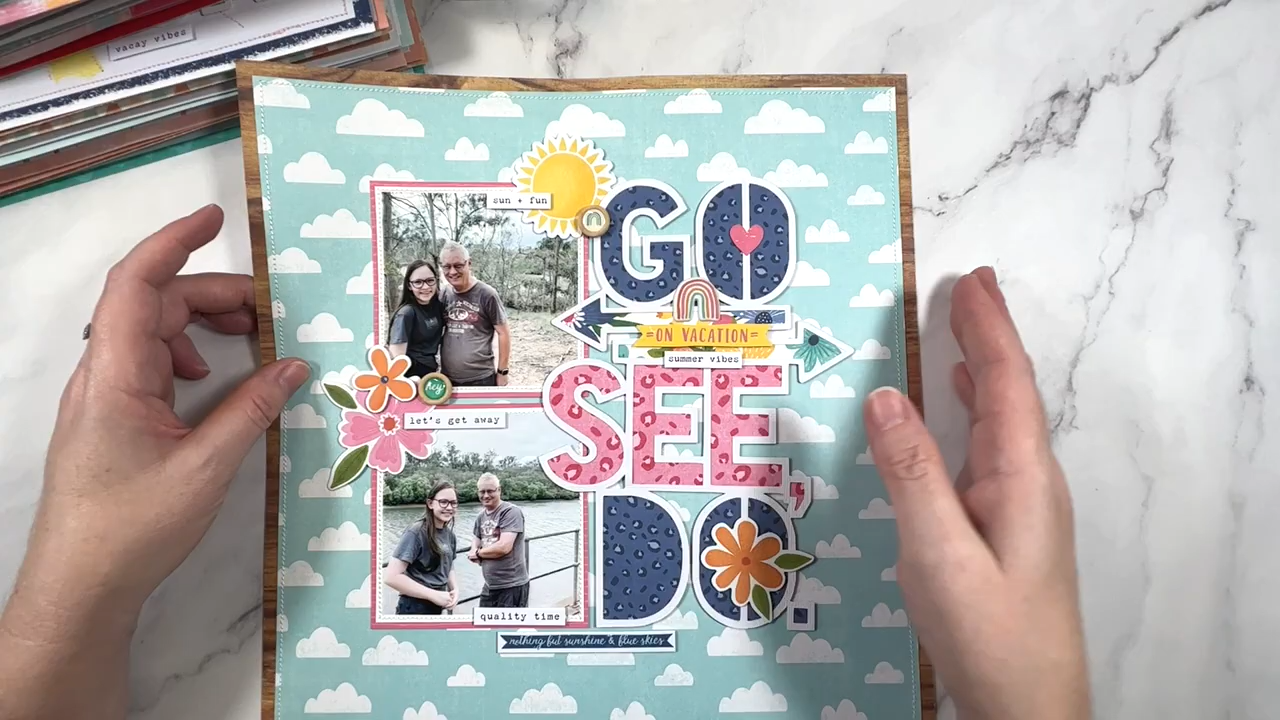 vacay vibes
sun + fun
GO
=ON VACATION=
summer vibes
SEE,
hey!
let's get away
DO.
quality time
nothing but sunshine & blue skies